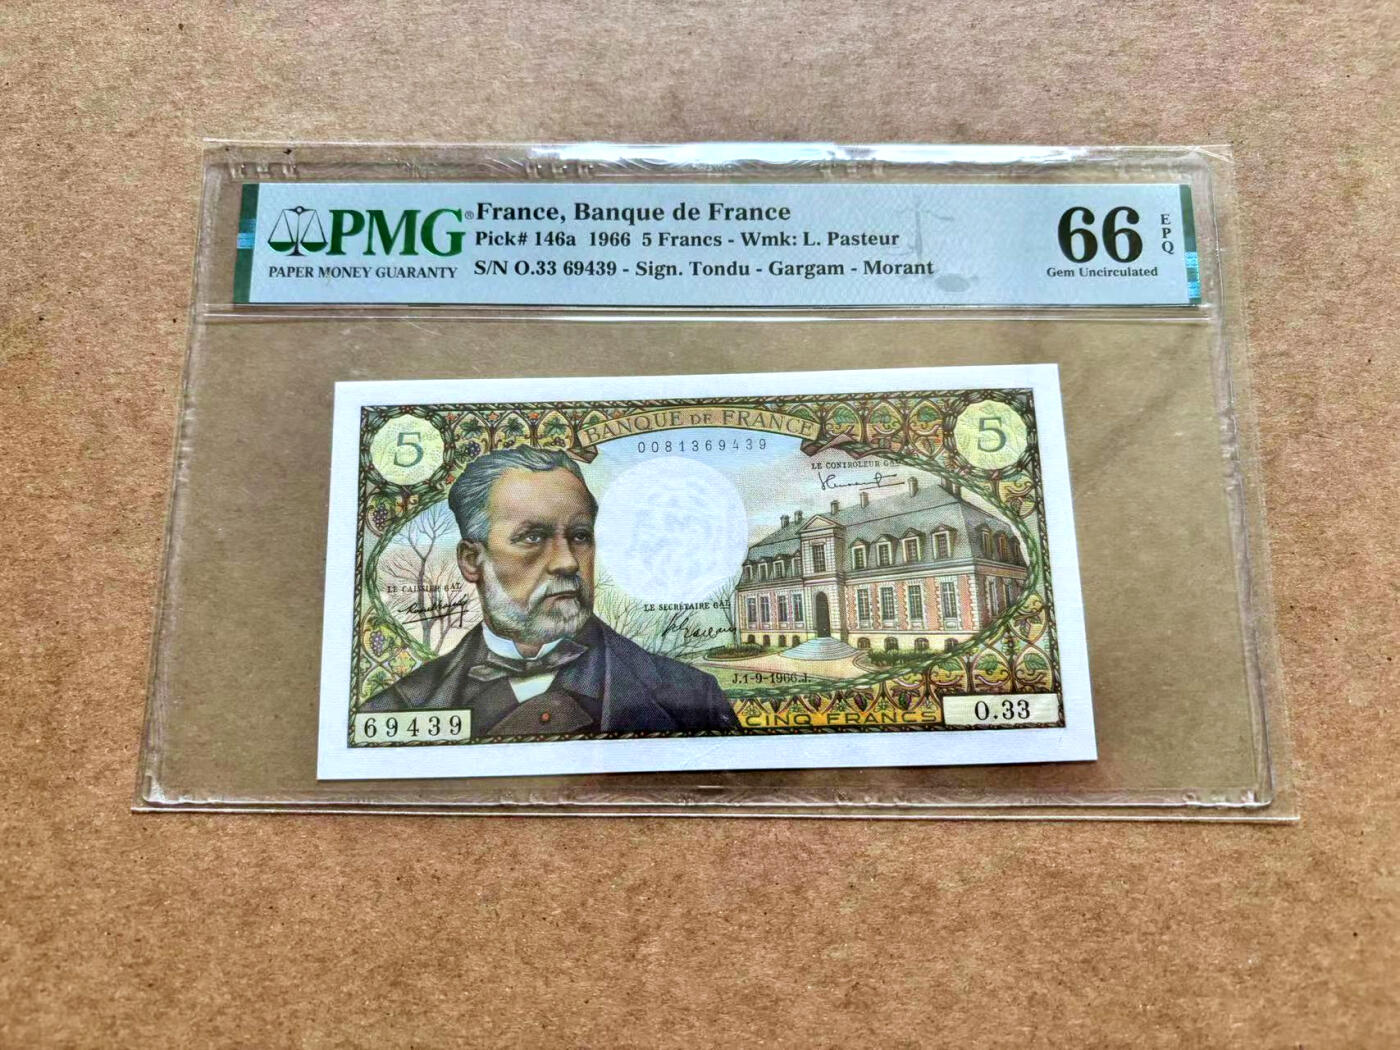 PMG®
PAPER MONEY GUARANTY
France, Banque de France
Pick# 146a 1966 5 Francs - Wmk: L. Pasteur
S/N O.33 69439 - Sign. Tondu - Gargam - Morant
66
EPQ
Gem Uncirculated
5
BANQUE DE FRANCE
5
0081369439
LE CONTROLEUR GAL
LE CAISSIER GAL
LE SECRÉTAIRE GAL
J.1-9-1966.J.
69439
CINQ FRANCS
O.33